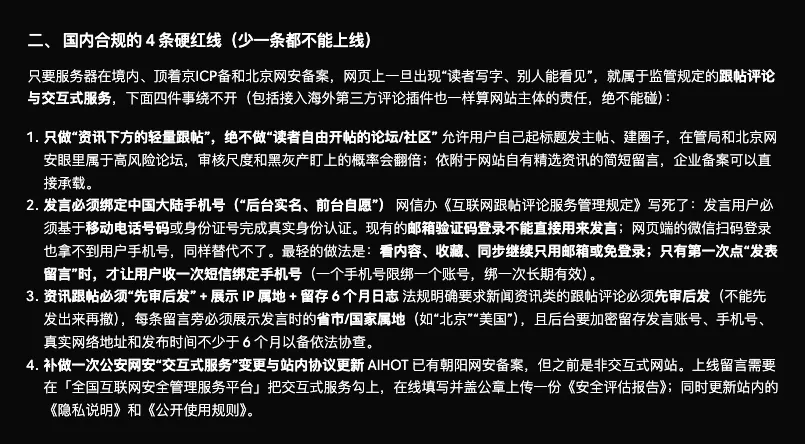 二、 国内合规的 4 条硬红线（少一条都不能上线）
只要服务器在境内、顶着京ICP备和北京网安备案，网页上一旦出现“读者写字、别人能看见”，就属于监管规定的跟帖评论
与交互式服务，下面四件事绕不开（包括接入海外第三方评论插件也一样算网站主体的责任，绝不能碰）：
1. 只做“资讯下方的轻量跟帖”，绝不做“读者自由开帖的论坛/社区” 允许用户自己起标题发主帖、建圈子，在管局和北京网
安眼里属于高风险论坛，审核尺度和黑灰产盯上的概率会翻倍；依附于网站自有精选资讯的简短留言，企业备案可以直
接承载。
2. 发言必须绑定中国大陆手机号（“后台实名、前台自愿”） 网信办《互联网跟帖评论服务管理规定》写死了：发言用户必
须基于移动电话号码或身份证号完成真实身份认证。现有的邮箱验证码登录不能直接用来发言；网页端的微信扫码登录
也拿不到用户手机号，同样替代不了。最轻的做法是：看内容、收藏、同步继续只用邮箱或免登录；只有第一次点“发表
留言”时，才让用户收一次短信绑定手机号（一个手机号限绑一个账号，绑一次长期有效）。
3. 资讯跟帖必须“先审后发” + 展示 IP 属地 + 留存 6 个月日志 法规明确要求新闻资讯类的跟帖评论必须先审后发（不能先
发出来再撤），每条留言旁必须展示发言时的省市/国家属地（如“北京”“美国”），且后台要加密留存发言账号、手机号、
真实网络地址和发布时间不少于 6 个月以备依法协查。
4. 补做一次公安网安“交互式服务”变更与站内协议更新 AIHOT 已有朝阳网安备案，但之前是非交互式网站。上线留言需要
在「全国互联网安全管理服务平台」把交互式服务勾上，在线填写并盖公章上传一份《安全评估报告》；同时更新站内的
《隐私说明》和《公开使用规则》。